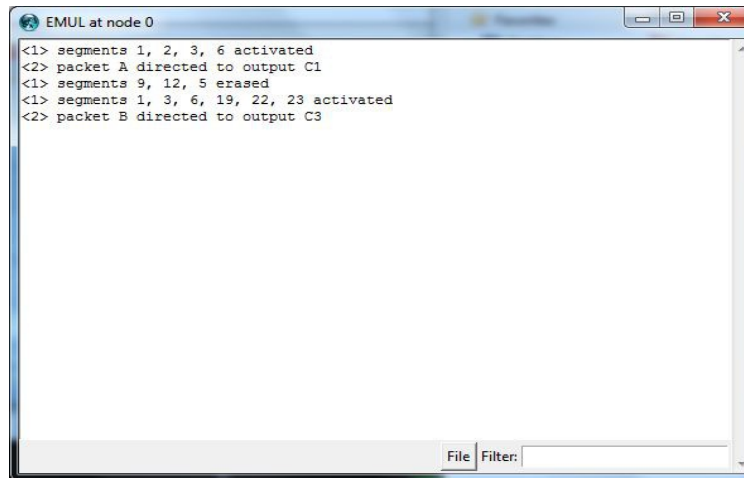 EMUL at node 0
<1> segments 1, 2, 3, 6 activated
<2> packet A directed to output C1
<1> segments 9, 12, 5 erased
<1> segments 1, 3, 6, 19, 22, 23 activated
<2> packet B directed to output C3
File Filter: